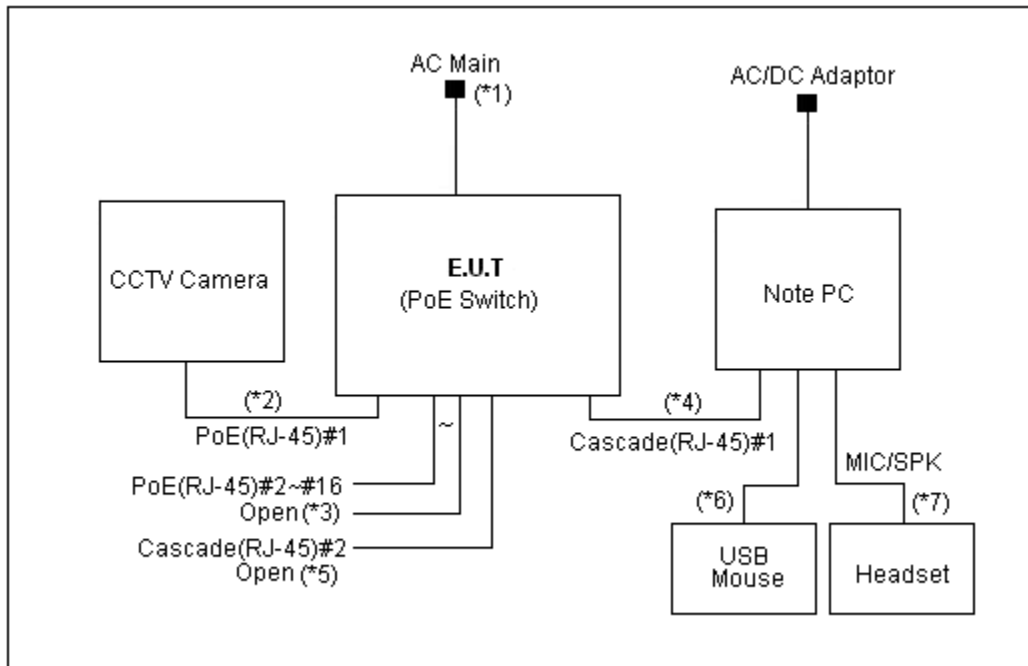 AC Main
(*1)
AC/DC Adaptor
CCTV Camera
E.U.T
(PoE Switch)
Note PC
(*2)
PoE(RJ-45)#1
~
(*4)
Cascade(RJ-45)#1
PoE(RJ-45)#2~#16
Open (*3)
Cascade(RJ-45)#2
Open (*5)
MIC/SPK
(*6)
(*7)
USB
Mouse
Headset